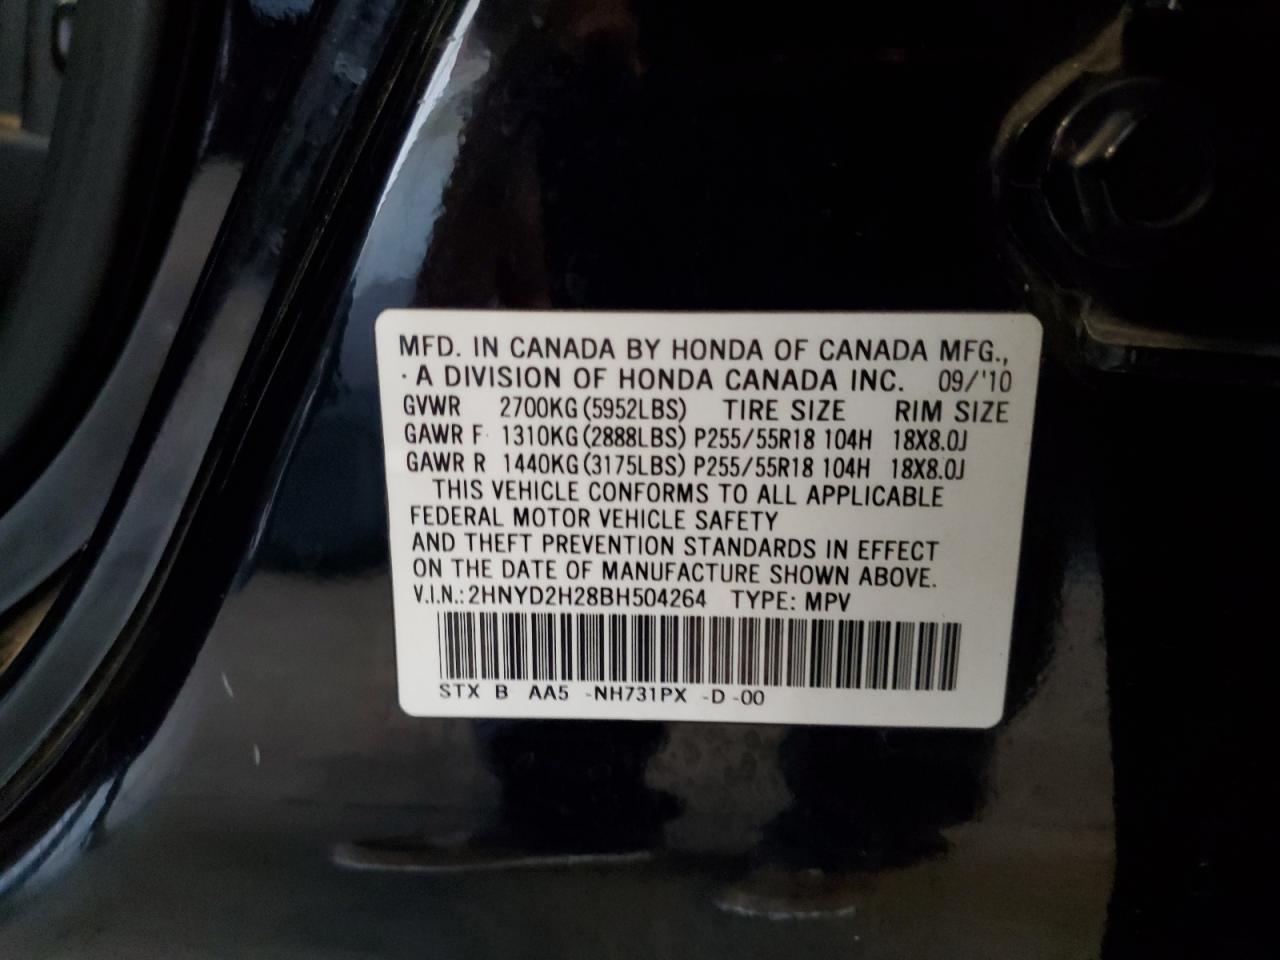 MFD. IN CANADA BY HONDA OF CANADA MFG.,
· A DIVISION OF HONDA CANADA INC. 09/'10
GVWR 2700KG (5952LBS) TIRE SIZE RIM SIZE
GAWR F 1310KG (2888LBS) P255/55R18 104H 18X8.0J
GAWR R 1440KG (3175LBS) P255/55R18 104H 18X8.0J
THIS VEHICLE CONFORMS TO ALL APPLICABLE
FEDERAL MOTOR VEHICLE SAFETY
AND THEFT PREVENTION STANDARDS IN EFFECT
ON THE DATE OF MANUFACTURE SHOWN ABOVE.
V.I.N.: 2HNYD2H28BH504264 TYPE: MPV
STX B AA5 -NH731PX -D -00